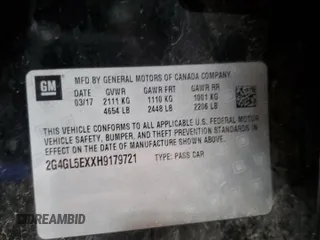 GM
MFD BY GENERAL MOTORS OF CANADA COMPANY
DATE GVWR GAWR FRT GAWR RR
03/17 2111 KG 1110 KG 1001 KG
4654 LB 2448 LB 2206 LB
THIS VEHICLE CONFORMS TO ALL APPLICABLE U.S. FEDERAL MOTOR
VEHICLE SAFETY, BUMPER, AND THEFT PREVENTION STANDARDS IN
EFFECT ON THE DATE OF MANUFACTURE SHOWN ABOVE.
2G4GL5EXXH9179721 TYPE: PASS CAR
© AUTOBIDMASTER
DREAMBID